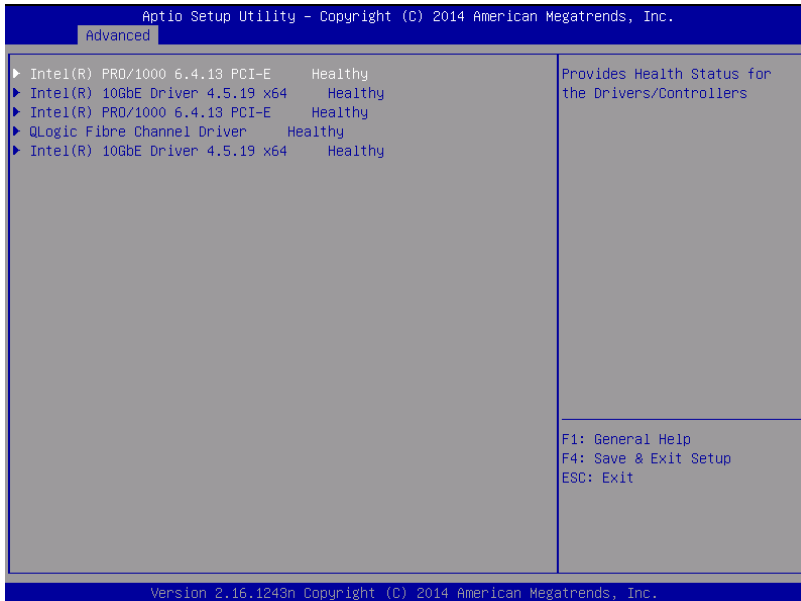 Aptio Setup Utility – Copyright (C) 2014 American Megatrends, Inc.
Advanced
Intel(R) PRO/1000 6.4.13 PCI-E Healthy
Intel(R) 10GbE Driver 4.5.19 x64 Healthy
Intel(R) PRO/1000 6.4.13 PCI-E Healthy
QLogic Fibre Channel Driver Healthy
Intel(R) 10GbE Driver 4.5.19 x64 Healthy
Provides Health Status for
the Drivers/Controllers
F1: General Help
F4: Save & Exit Setup
ESC: Exit
Version 2.16.1243n Copyright (C) 2014 American Megatrends, Inc.